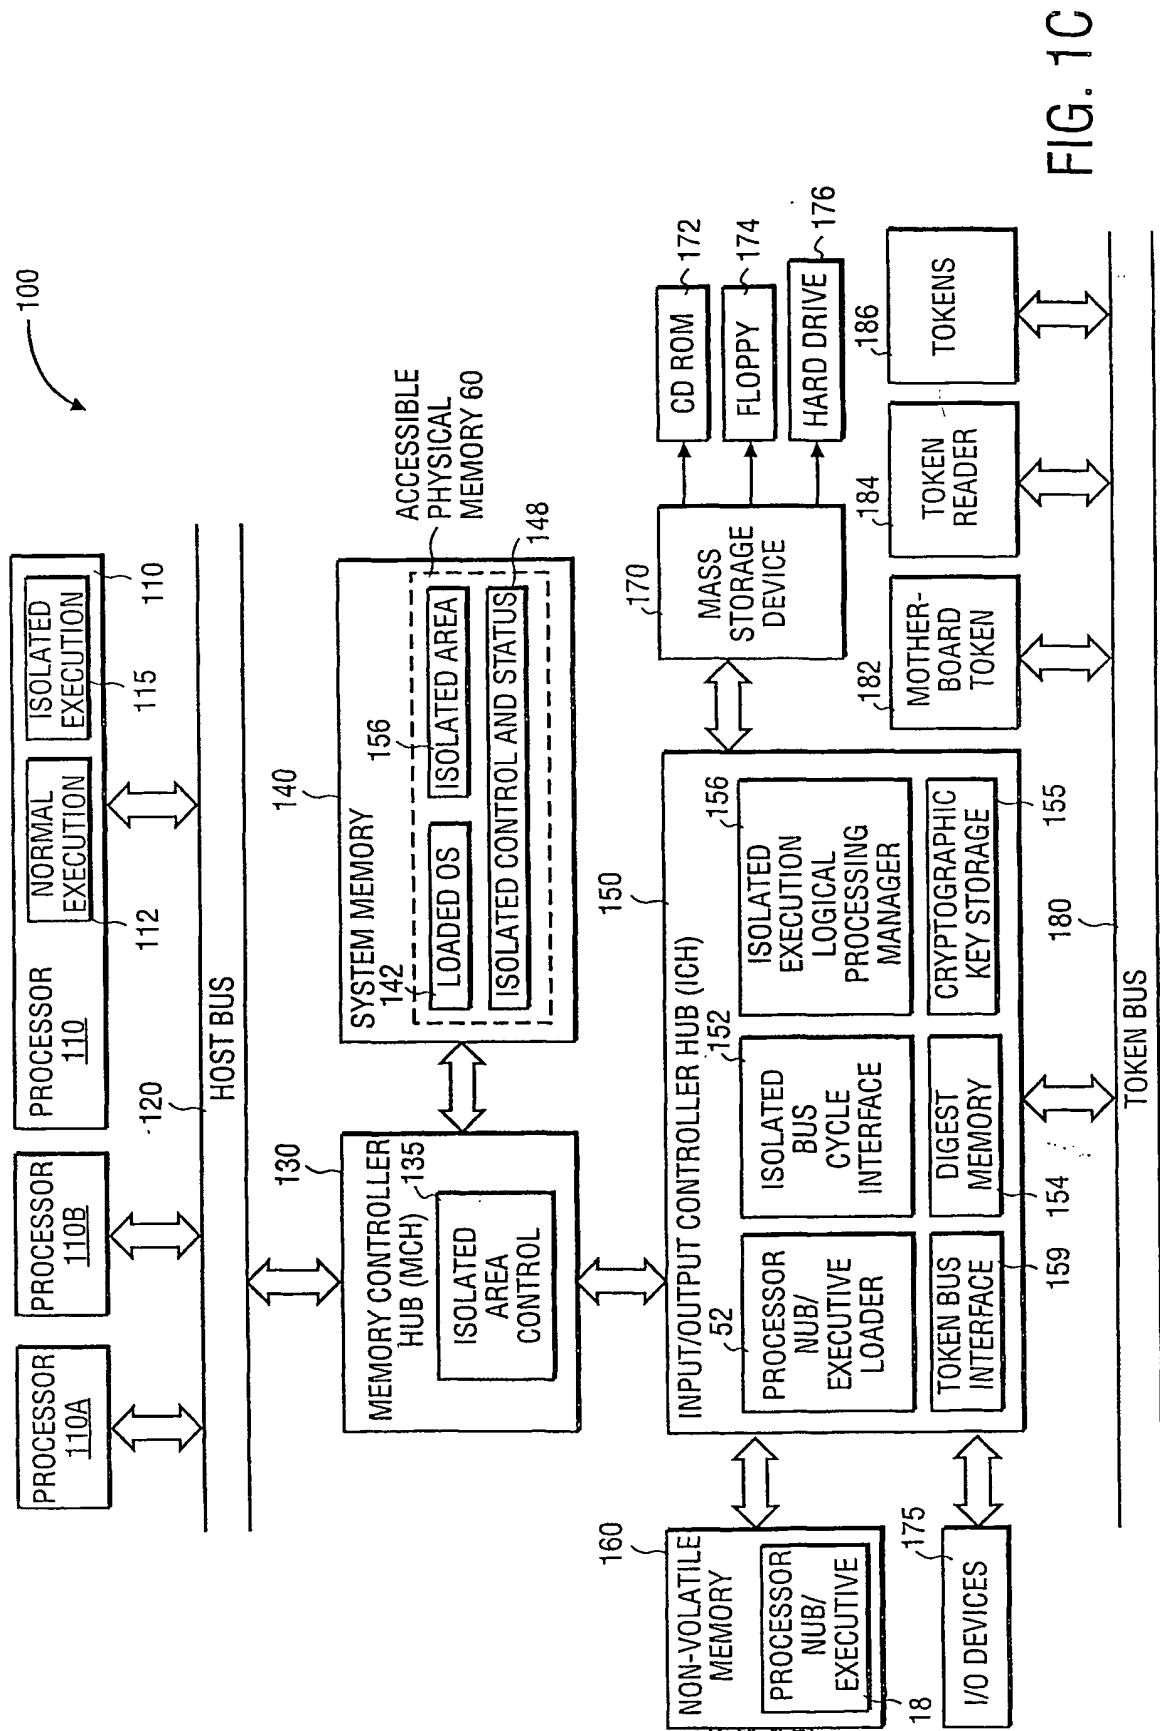 100
PROCESSOR
110A
PROCESSOR
110B
PROCESSOR
110
NORMAL
EXECUTION
112
ISOLATED
EXECUTION
115
110
120
HOST BUS
130
MEMORY CONTROLLER
HUB (MCH)
135
ISOLATED
AREA
CONTROL
140
SYSTEM MEMORY
142
LOADED OS
156
ISOLATED AREA
ISOLATED CONTROL AND STATUS
148
ACCESSIBLE
PHYSICAL
MEMORY 60
150
INPUT/OUTPUT CONTROLLER HUB (ICH)
52
PROCESSOR
NUB/
EXECUTIVE
LOADER
152
ISOLATED
BUS
CYCLE
INTERFACE
156
ISOLATED
EXECUTION
LOGICAL
PROCESSING
MANAGER
TOKEN BUS
INTERFACE
159
DIGEST
MEMORY
154
CRYPTOGRAPHIC
KEY STORAGE
155
160
NON-VOLATILE
MEMORY
PROCESSOR
NUB/
EXECUTIVE
18
175
I/O DEVICES
170
MASS
STORAGE
DEVICE
CD ROM
172
FLOPPY
174
HARD DRIVE
176
182
MOTHER-
BOARD
TOKEN
184
TOKEN
READER
186
TOKENS
180
TOKEN BUS
FIG. 1C